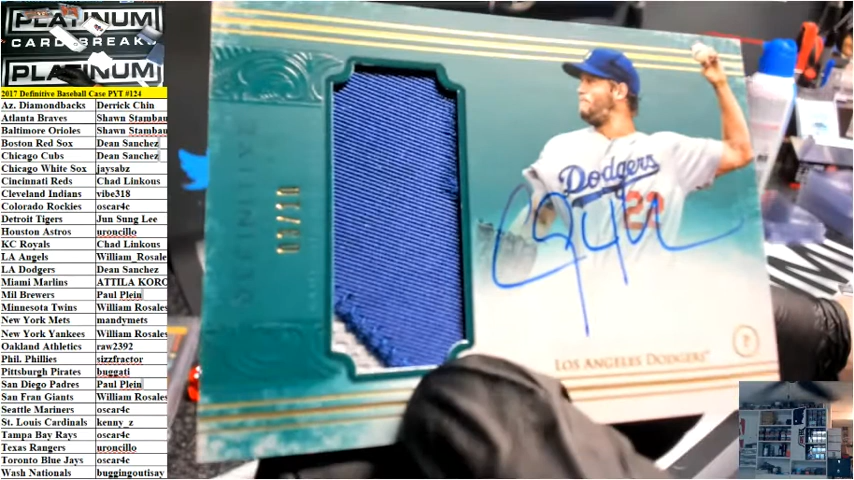 PLATINUM
CARD BREAKS
PLATINUM
2017 Definitive Baseball Case PYT #124
Az. Diamondbacks Derrick Chin
Atlanta Braves Shawn Stambau
Baltimore Orioles Shawn Stambau
Boston Red Sox Dean Sanchez
Chicago Cubs Dean Sanchez
Chicago White Sox jaysabz
Cincinnati Reds Chad Linkous
Cleveland Indians vibe318
Colorado Rockies oscar4c
Detroit Tigers Jun Sung Lee
Houston Astros uroncillo
KC Royals Chad Linkous
LA Angels William_Rosale
LA Dodgers Dean Sanchez
Miami Marlins ATTILA KORO
Mil Brewers Paul Plein
Minnesota Twins William Rosales
New York Mets mandymets
New York Yankees William Rosales
Oakland Athletics raw2392
Phil. Phillies sizzfractor
Pittsburgh Pirates buggati
San Diego Padres Paul Plein
San Fran Giants William Rosales
Seattle Mariners oscar4c
St. Louis Cardinals kenny_z
Tampa Bay Rays oscar4c
Texas Rangers uroncillo
Toronto Blue Jays oscar4c
Wash Nationals buggingoutisay
DEFINITIVE
Dodgers
22
LOS ANGELES DODGERS
P